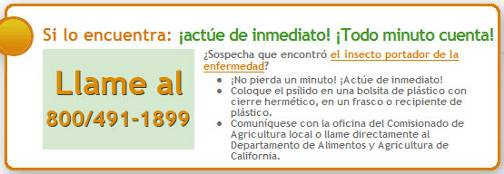 Si lo encuentra: ¡actúe de inmediato! ¡Todo minuto cuenta!
Llame al
800/491-1899
¿Sospecha que encontró el insecto portador de la
enfermedad?
• ¡No pierda un minuto! ¡Actúe de inmediato!
• Coloque el psílido en una bolsita de plástico con
cierre hermético, en un frasco o recipiente de
plástico.
• Comuníquese con la oficina del Comisionado de
Agricultura local o llame directamente al
Departamento de Alimentos y Agricultura de
California.